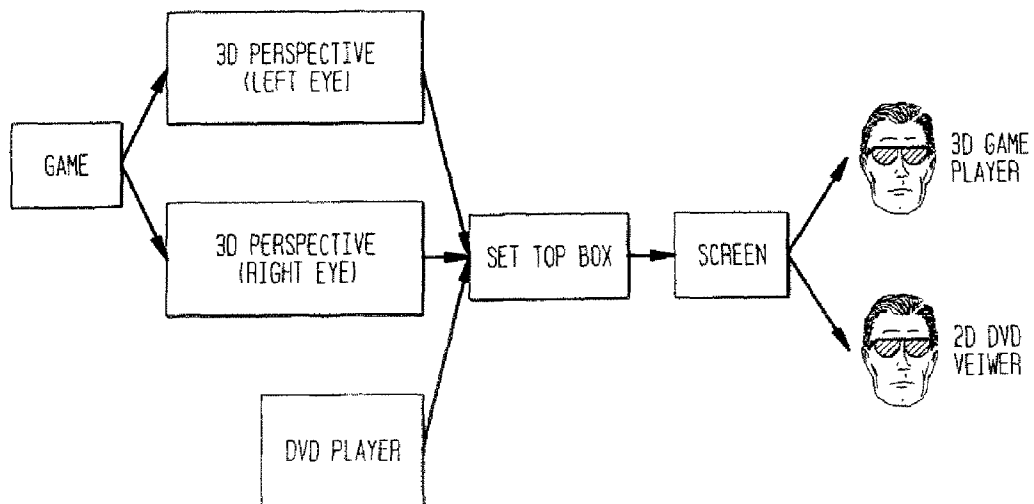 3D PERSPECTIVE
(LEFT EYE)
GAME
3D PERSPECTIVE
(RIGHT EYE)
SET TOP BOX
SCREEN
3D GAME
PLAYER
2D DVD
VEIWER
DVD PLAYER